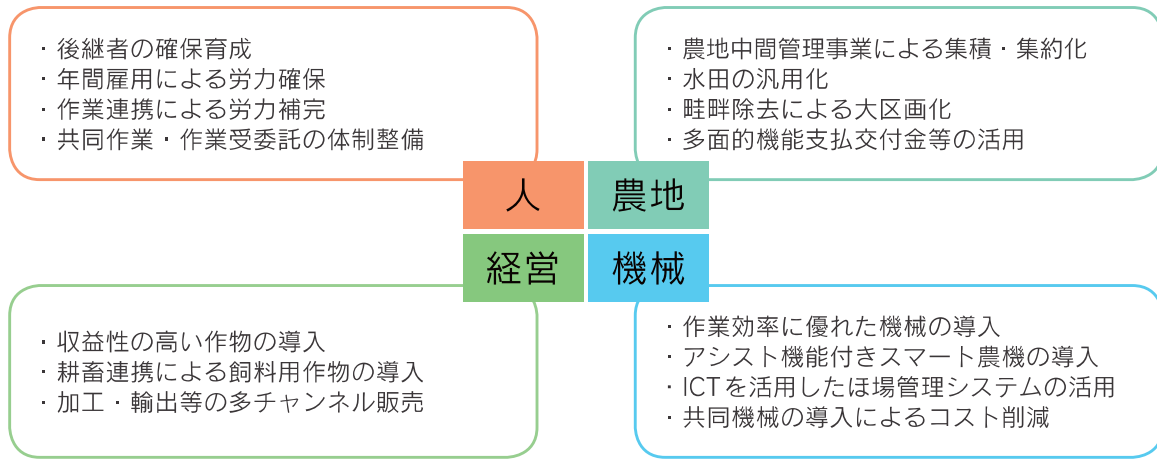 ・後継者の確保育成
・年間雇用による労力確保
・作業連携による労力補完
・共同作業・作業受委託の体制整備
・農地中間管理事業による集積・集約化
・水田の汎用化
・畦畔除去による大区画化
・多面的機能支払交付金等の活用
人
農地
経営
機械
・収益性の高い作物の導入
・耕畜連携による飼料用作物の導入
・加工・輸出等の多チャンネル販売
・作業効率に優れた機械の導入
・アシスト機能付きスマート農機の導入
・ICTを活用したほ場管理システムの活用
・共同機械の導入によるコスト削減